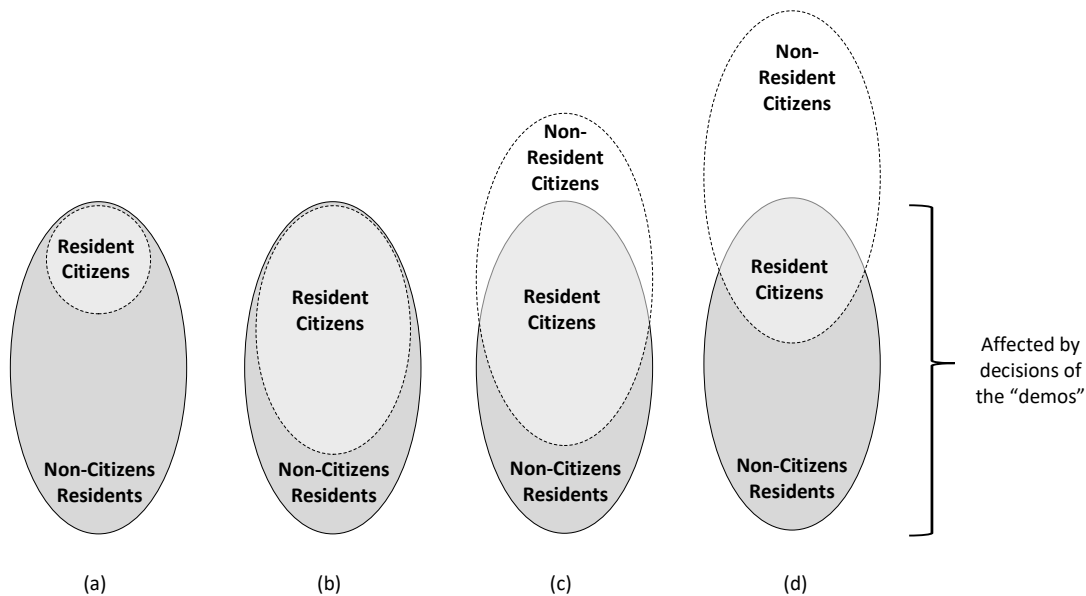 Resident
Citizens
Non-Citizens
Residents
(a)
Resident
Citizens
Non-Citizens
Residents
(b)
Non-
Resident
Citizens
Resident
Citizens
Non-Citizens
Residents
(c)
Non-
Resident
Citizens
Resident
Citizens
Non-Citizens
Residents
(d)
Affected by
decisions of
the “demos”